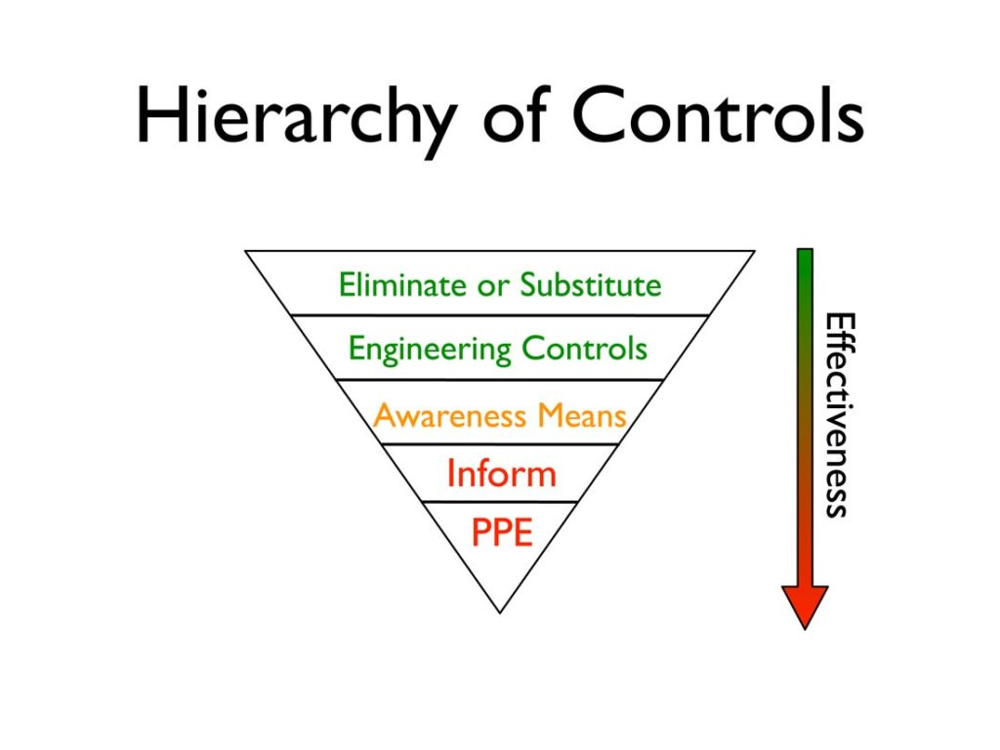 Hierarchy of Controls
Eliminate or Substitute
Engineering Controls
Awareness Means
Inform
PPE
Effectiveness